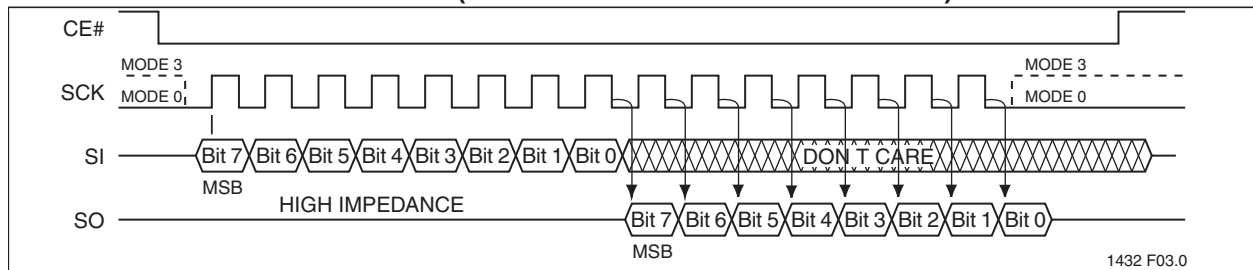 CE#
MODE 3 MODE 3
SCK MODE 0 MODE 0
SI Bit 7 Bit 6 Bit 5 Bit 4 Bit 3 Bit 2 Bit 1 Bit 0 DON T CARE
MSB
SO HIGH IMPEDANCE Bit 7 Bit 6 Bit 5 Bit 4 Bit 3 Bit 2 Bit 1 Bit 0
MSB
1432 F03.0